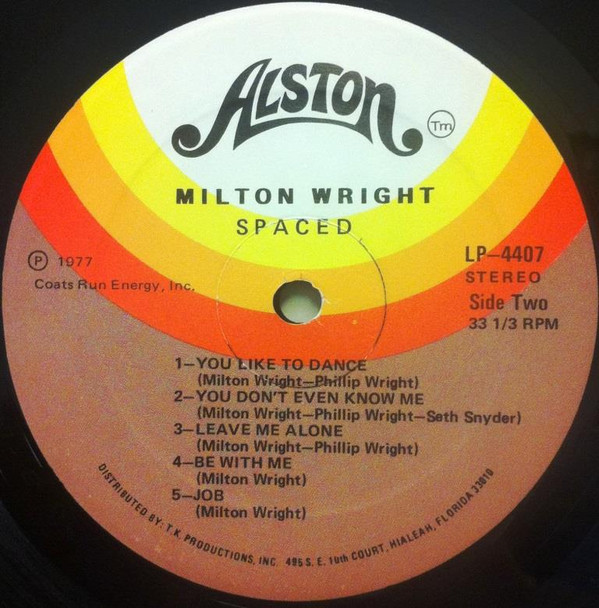 ALSTON
Tm
MILTON WRIGHT
SPACED
Ⓟ 1977
Coats Run Energy, Inc.
LP-4407
STEREO
Side Two
33 1/3 RPM
1-YOU LIKE TO DANCE
(Milton Wright-Phillip Wright)
2-YOU DON'T EVEN KNOW ME
(Milton Wright-Phillip Wright-Seth Snyder)
3-LEAVE ME ALONE
(Milton Wright-Phillip Wright)
4-BE WITH ME
(Milton Wright)
5-JOB
(Milton Wright)
DISTRIBUTED BY: T.K. PRODUCTIONS, INC. 495 S. E. 10th COURT, HIALEAH, FLORIDA 33010